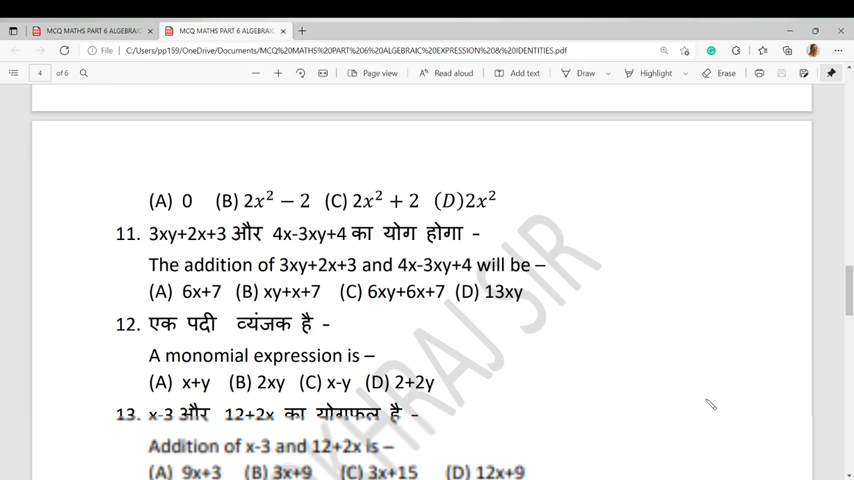 MCQ MATHS PART 6 ALGEBRAIC MCQ MATHS PART 6 ALGEBRAIC
File C:/Users/pp159/OneDrive/Documents/MCQ%20MATHS%20PART%206%20ALGEBRAIC%20EXPRESSION%20&%20IDENTITIES.pdf
4 of 6 Page view Read aloud Add text Draw Highlight Erase
(A) 0 (B) 2x² − 2 (C) 2x² + 2 (D)2x²
11. 3xy+2x+3 और 4x-3xy+4 का योग होगा -
The addition of 3xy+2x+3 and 4x-3xy+4 will be –
(A) 6x+7 (B) xy+x+7 (C) 6xy+6x+7 (D) 13xy
12. एक पदी व्यंजक है -
A monomial expression is –
(A) x+y (B) 2xy (C) x-y (D) 2+2y
13. x-3 और 12+2x का योगफल है -
Addition of x-3 and 12+2x is –
(A) 9x+3 (B) 3x+9 (C) 3x+15 (D) 12x+9
AKHRAJ SIR